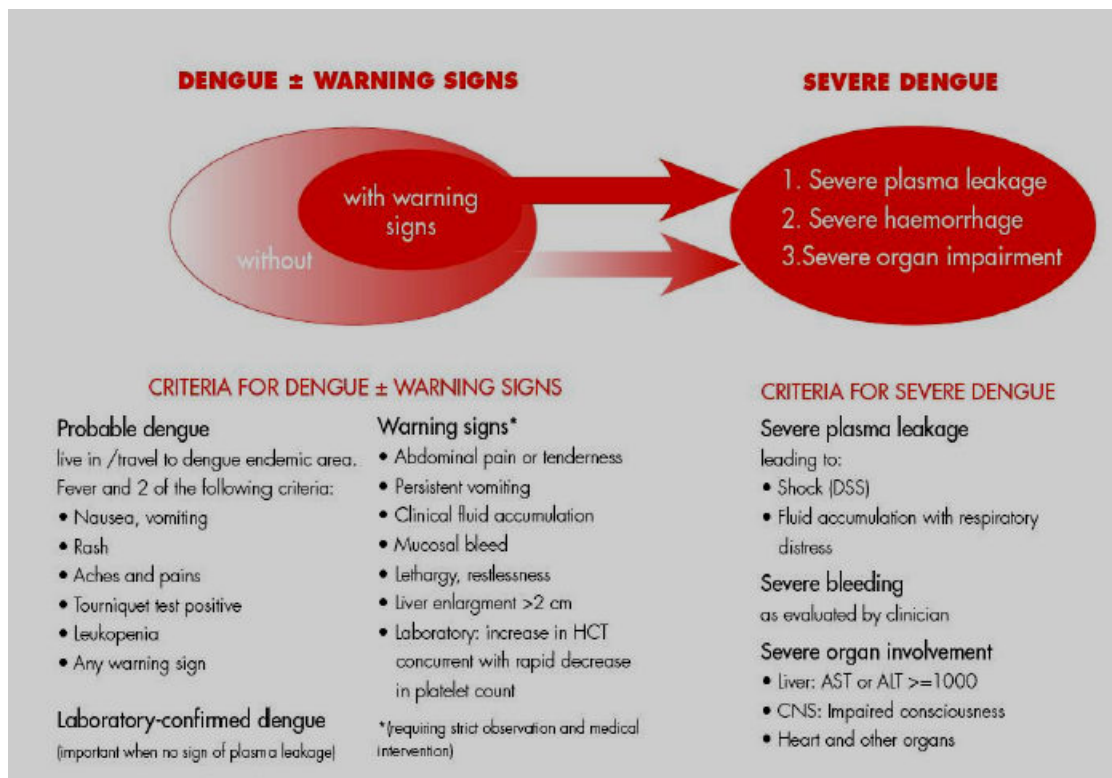 DENGUE ± WARNING SIGNS
SEVERE DENGUE
with warning
signs
without
1. Severe plasma leakage
2. Severe haemorrhage
3.Severe organ impairment
CRITERIA FOR DENGUE ± WARNING SIGNS
Probable dengue
live in /travel to dengue endemic area.
Fever and 2 of the following criteria:
• Nausea, vomiting
• Rash
• Aches and pains
• Tourniquet test positive
• Leukopenia
• Any warning sign
Laboratory-confirmed dengue
(important when no sign of plasma leakage)
Warning signs*
• Abdominal pain or tenderness
• Persistent vomiting
• Clinical fluid accumulation
• Mucosal bleed
• Lethargy, restlessness
• Liver enlargment >2 cm
• Laboratory: increase in HCT
concurrent with rapid decrease
in platelet count
*(requiring strict observation and medical
intervention)
CRITERIA FOR SEVERE DENGUE
Severe plasma leakage
leading to:
• Shock (DSS)
• Fluid accumulation with respiratory
distress
Severe bleeding
as evaluated by clinician
Severe organ involvement
• Liver: AST or ALT >=1000
• CNS: Impaired consciousness
• Heart and other organs